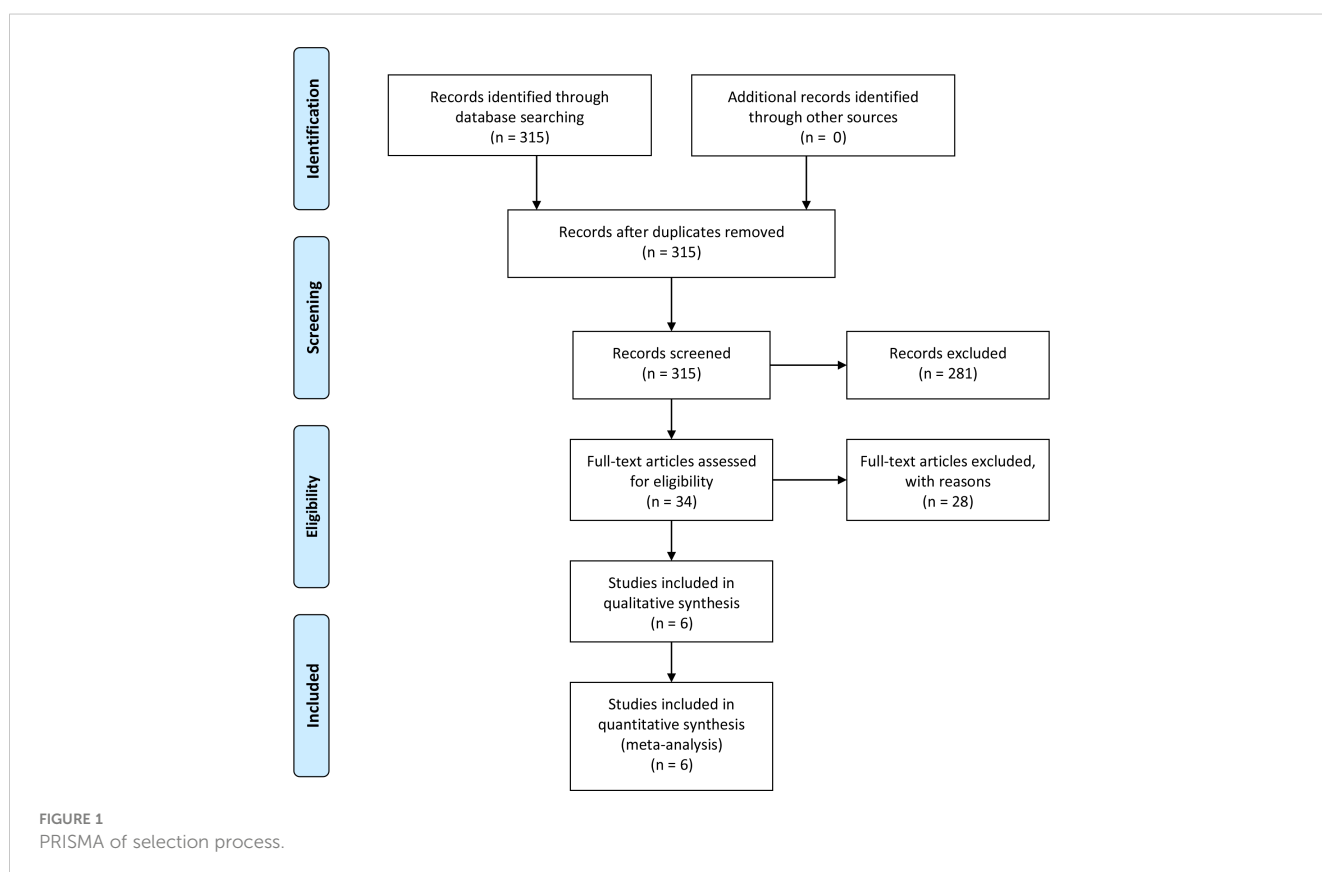 Identification
Records identified through
database searching
(n = 315)
Additional records identified
through other sources
(n = 0)
Records after duplicates removed
(n = 315)
Screening
Records screened
(n = 315)
Records excluded
(n = 281)
Eligibility
Full-text articles assessed
for eligibility
(n = 34)
Full-text articles excluded,
with reasons
(n = 28)
Studies included in
qualitative synthesis
(n = 6)
Included
Studies included in
quantitative synthesis
(meta-analysis)
(n = 6)
FIGURE 1
PRISMA of selection process.